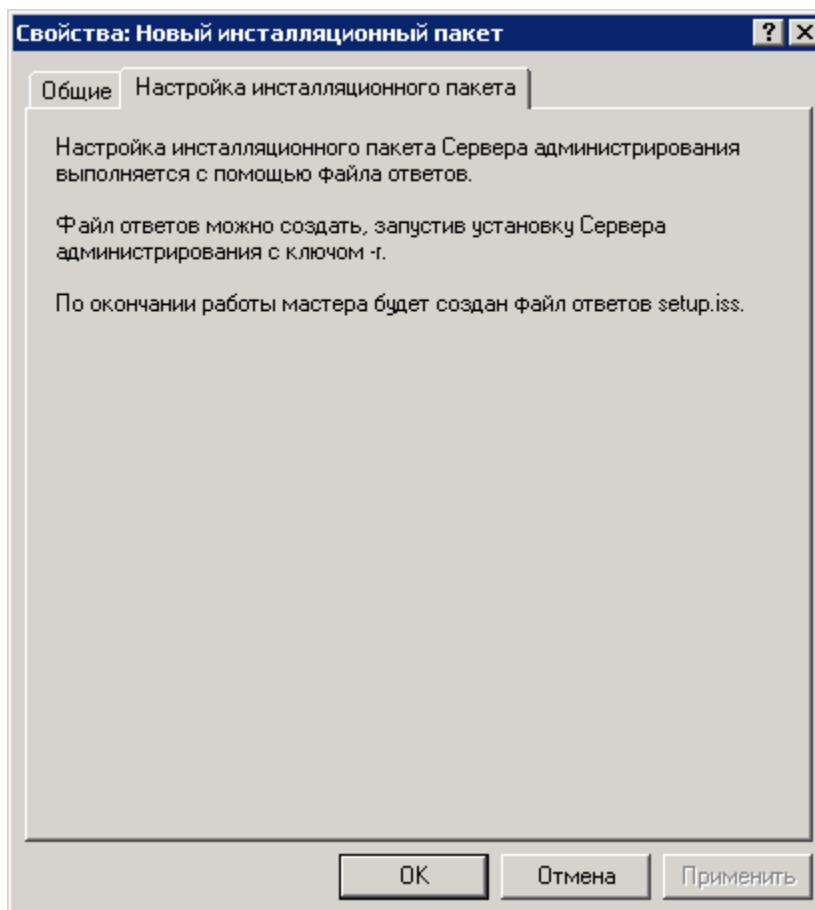 Свойства: Новый инсталляционный пакет
Общие
Настройка инсталляционного пакета
Настройка инсталляционного пакета Сервера администрирования
выполняется с помощью файла ответов.
Файл ответов можно создать, запустив установку Сервера
администрирования с ключом -r.
По окончании работы мастера будет создан файл ответов setup.iss.
OK
Отмена
Применить